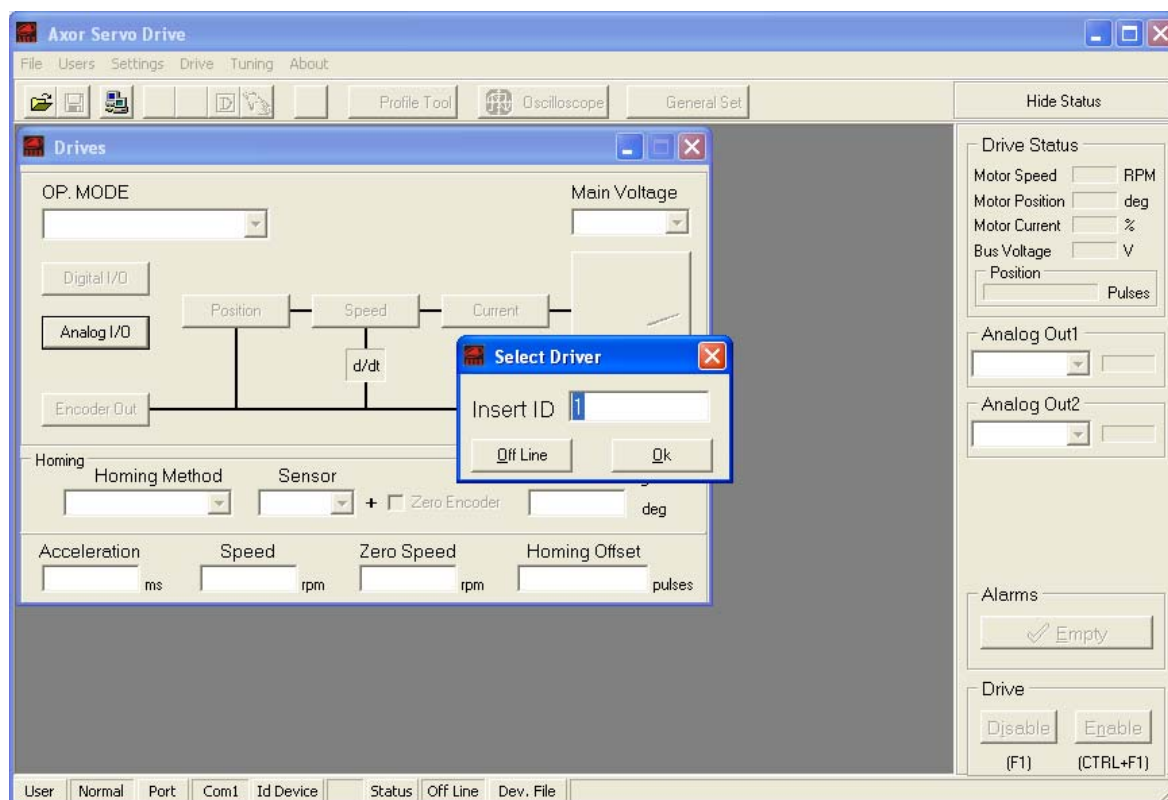 Axor Servo Drive
File Users Settings Drive Tuning About
Profile Tool Oscilloscope General Set Hide Status
Drives
OP. MODE Main Voltage
Digital I/O
Analog I/O
Position Speed Current
d/dt
Encoder Out
Select Driver
Insert ID 1
Off Line Ok
Homing
Homing Method Sensor
+ Zero Encoder deg
Acceleration Speed Zero Speed Homing Offset
ms rpm rpm pulses
Drive Status
Motor Speed RPM
Motor Position deg
Motor Current %
Bus Voltage V
Position
Pulses
Analog Out1
Analog Out2
Alarms
Empty
Drive
Disable Enable
(F1) (CTRL+F1)
User Normal Port Com1 Id Device Status Off Line Dev. File